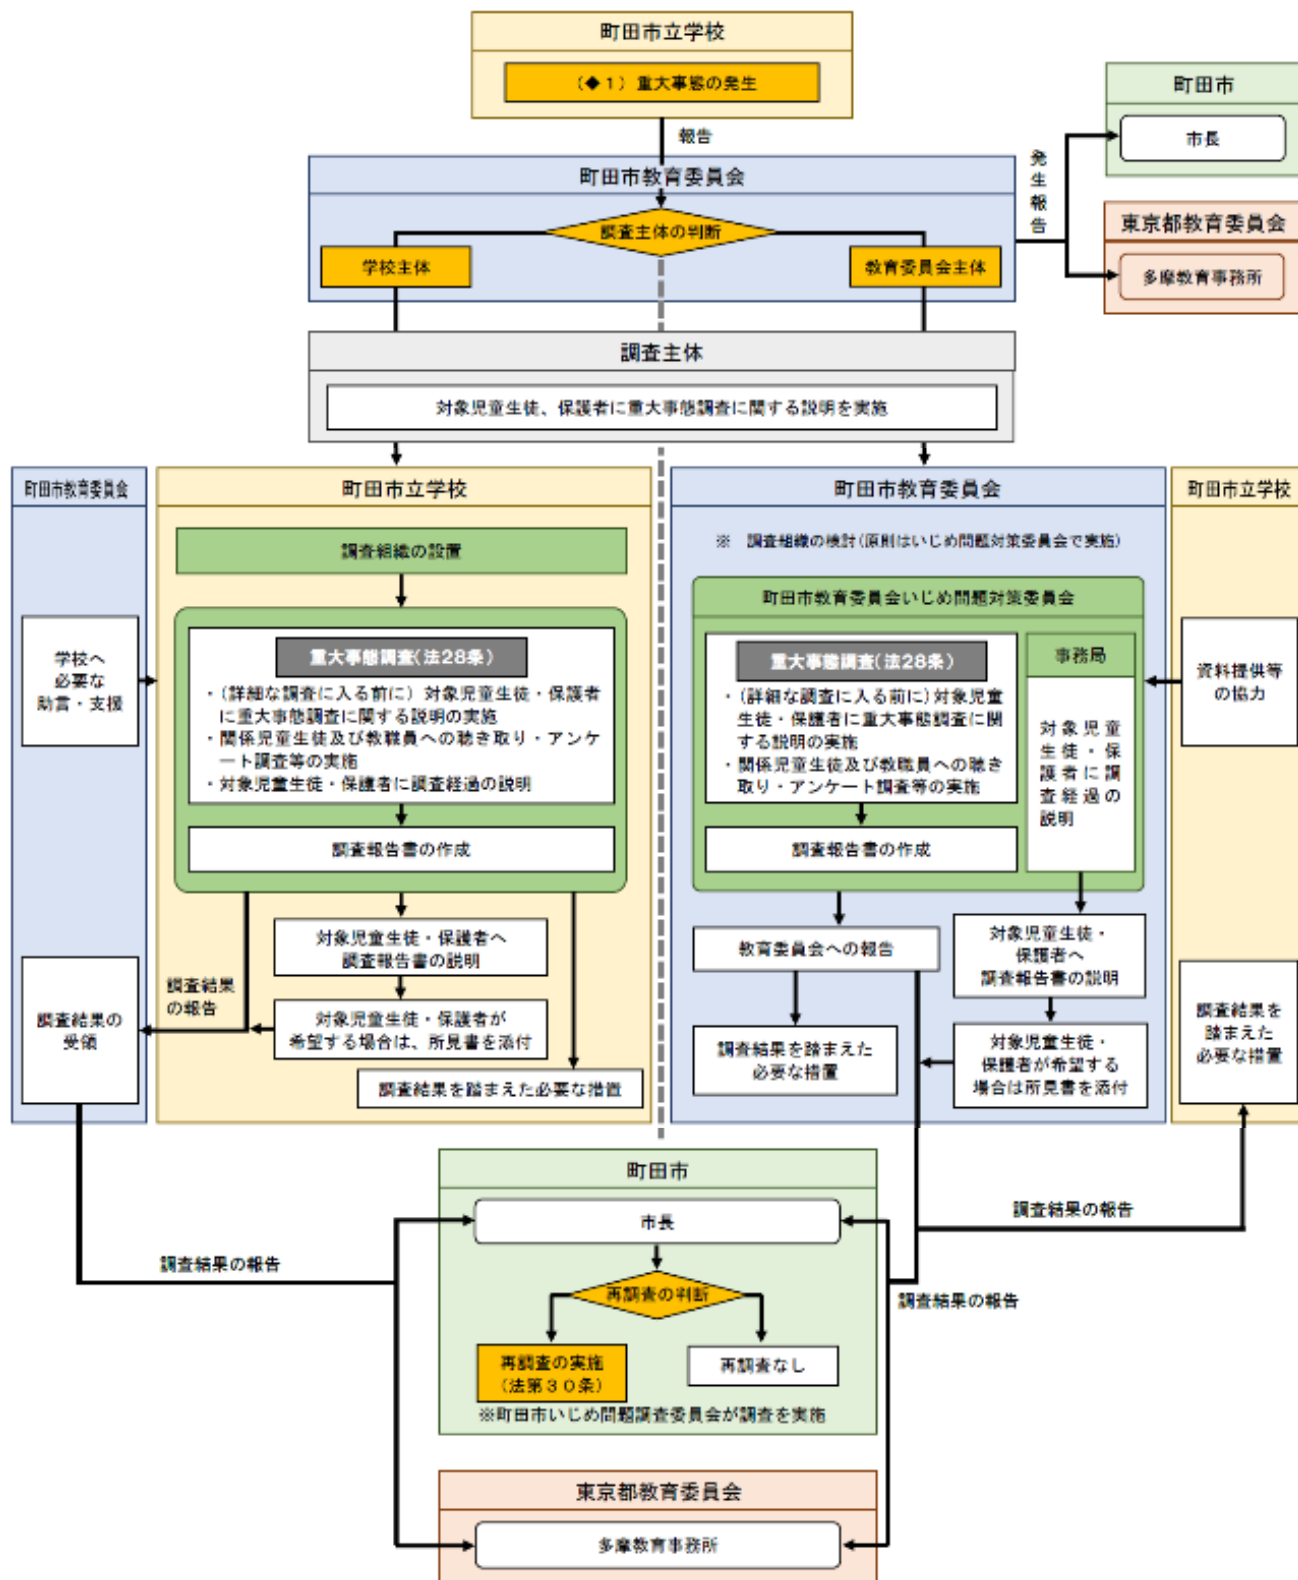 町田市立学校
（◆１）重大事態の発生
報告
町田市
市長
発生報告
東京都教育委員会
多摩教育事務所
町田市教育委員会
調査主体の判断
学校主体
教育委員会主体
調査主体
対象児童生徒、保護者に重大事態調査に関する説明を実施
町田市教育委員会
学校へ
必要な
助言・支援
調査結果の
受領
町田市立学校
調査組織の設置
重大事態調査(法28条)
・（詳細な調査に入る前に）対象児童生徒・保護者
に重大事態調査に関する説明の実施
・関係児童生徒及び教職員への聴き取り・アンケ
ート調査等の実施
・対象児童生徒・保護者に調査経過の説明
調査報告書の作成
対象児童生徒・保護者へ
調査報告書の説明
調査結果
の報告
対象児童生徒・保護者が
希望する場合は、所見書を添付
調査結果を踏まえた必要な措置
町田市教育委員会
※　調査組織の検討(原則はいじめ問題対策委員会で実施)
町田市教育委員会いじめ問題対策委員会
重大事態調査(法28条)
・（詳細な調査に入る前に）対象児童
生徒・保護者に重大事態調査に関
する説明の実施
・関係児童生徒及び教職員への聴き
取り・アンケート調査等の実施
調査報告書の作成
事務局
対象児童
生徒・保
護者に調
査経過の
説明
教育委員会への報告
対象児童生徒・
保護者へ
調査報告書の説明
調査結果を踏まえた
必要な措置
対象児童生徒・
保護者が希望する
場合は所見書を添付
町田市立学校
資料提供等
の協力
調査結果を
踏まえた
必要な措置
町田市
市長
再調査の判断
再調査の実施
（法第３０条）
再調査なし
※町田市いじめ問題調査委員会が調査を実施
調査結果の報告
調査結果の報告
調査結果の報告
東京都教育委員会
多摩教育事務所